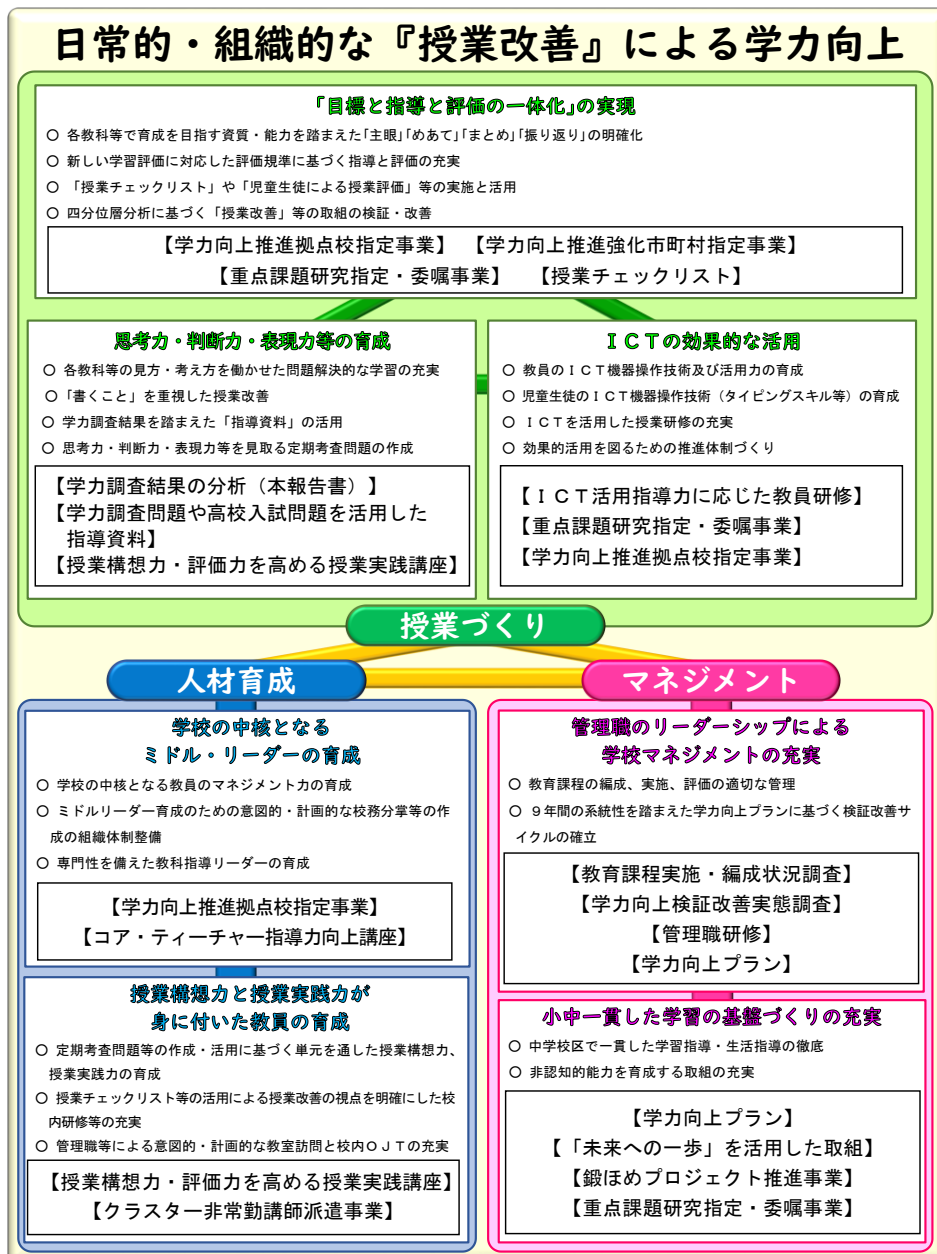 日常的・組織的な『授業改善』による学力向上
「目標と指導と評価の一体化」の実現
○ 各教科等で育成を目指す資質・能力を踏まえた「主眼」「めあて」「まとめ」「振り返り」の明確化
○ 新しい学習評価に対応した評価規準に基づく指導と評価の充実
○ 「授業チェックリスト」や「児童生徒による授業評価」等の実施と活用
○ 四分位層分析に基づく「授業改善」等の取組の検証・改善
【学力向上推進拠点校指定事業】 【学力向上推進強化市町村指定事業】
【重点課題研究指定・委嘱事業】 【授業チェックリスト】
思考力・判断力・表現力等の育成
○ 各教科等の見方・考え方を働かせた問題解決的な学習の充実
○ 「書くこと」を重視した授業改善
○ 学力調査結果を踏まえた「指導資料」の活用
○ 思考力・判断力・表現力等を見取る定期考査問題の作成
【学力調査結果の分析（本報告書）】
【学力調査問題や高校入試問題を活用した
指導資料】
【授業構想力・評価力を高める授業実践講座】
ＩＣＴの効果的な活用
○ 教員のＩＣＴ機器操作技術及び活用力の育成
○ 児童生徒のＩＣＴ機器操作技術（タイピングスキル等）の育成
○ ＩＣＴを活用した授業研修の充実
○ 効果的活用を図るための推進体制づくり
【ＩＣＴ活用指導力に応じた教員研修】
【重点課題研究指定・委嘱事業】
【学力向上推進拠点校指定事業】
授業づくり
人材育成
学校の中核となる
ミドル・リーダーの育成
○ 学校の中核となる教員のマネジメント力の育成
○ ミドルリーダー育成のための意図的・計画的な校務分掌等の作
成の組織体制整備
○ 専門性を備えた教科指導リーダーの育成
【学力向上推進拠点校指定事業】
【コア・ティーチャー指導力向上講座】
授業構想力と授業実践力が
身に付いた教員の育成
○ 定期考査問題等の作成・活用に基づく単元を通した授業構想力、
授業実践力の育成
○ 授業チェックリスト等の活用による授業改善の視点を明確にした校
内研修等の充実
○ 管理職等による意図的・計画的な教室訪問と校内ＯＪＴの充実
【授業構想力・評価力を高める授業実践講座】
【クラスター非常勤講師派遣事業】
マネジメント
管理職のリーダーシップによる
学校マネジメントの充実
○ 教育課程の編成、実施、評価の適切な管理
○ ９年間の系統性を踏まえた学力向上プランに基づく検証改善サ
イクルの確立
【教育課程実施・編成状況調査】
【学力向上検証改善実態調査】
【管理職研修】
【学力向上プラン】
小中一貫した学習の基盤づくりの充実
○ 中学校区で一貫した学習指導・生活指導の徹底
○ 非認知的能力を育成する取組の充実
【学力向上プラン】
【「未来への一歩」を活用した取組】
【鍛ほめプロジェクト推進事業】
【重点課題研究指定・委嘱事業】